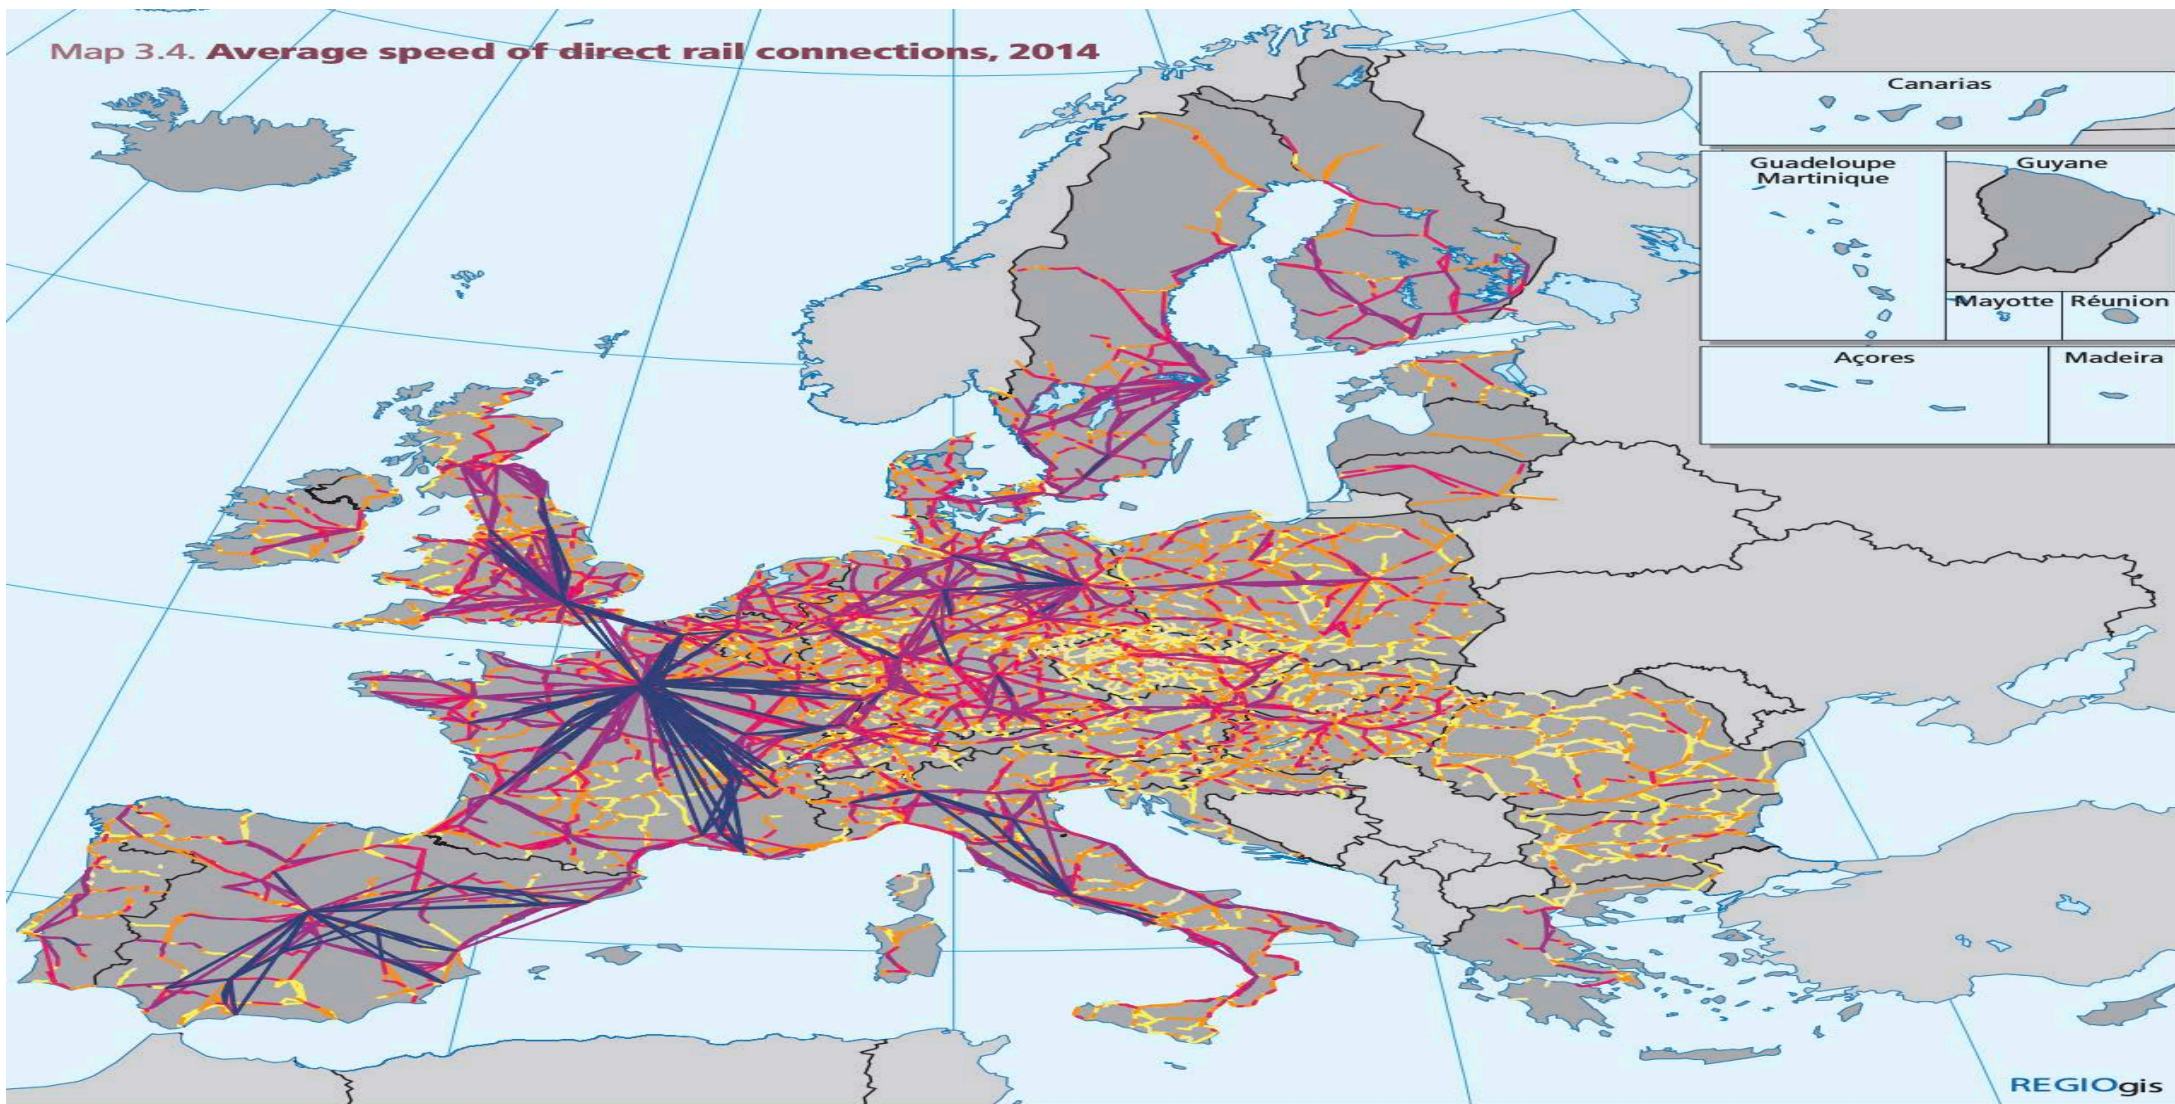 Map 3.4. Average speed of direct rail connections, 2014
Canarias
Guadeloupe
Martinique
Guyane
Mayotte
Réunion
Açores
Madeira
REGIOgis